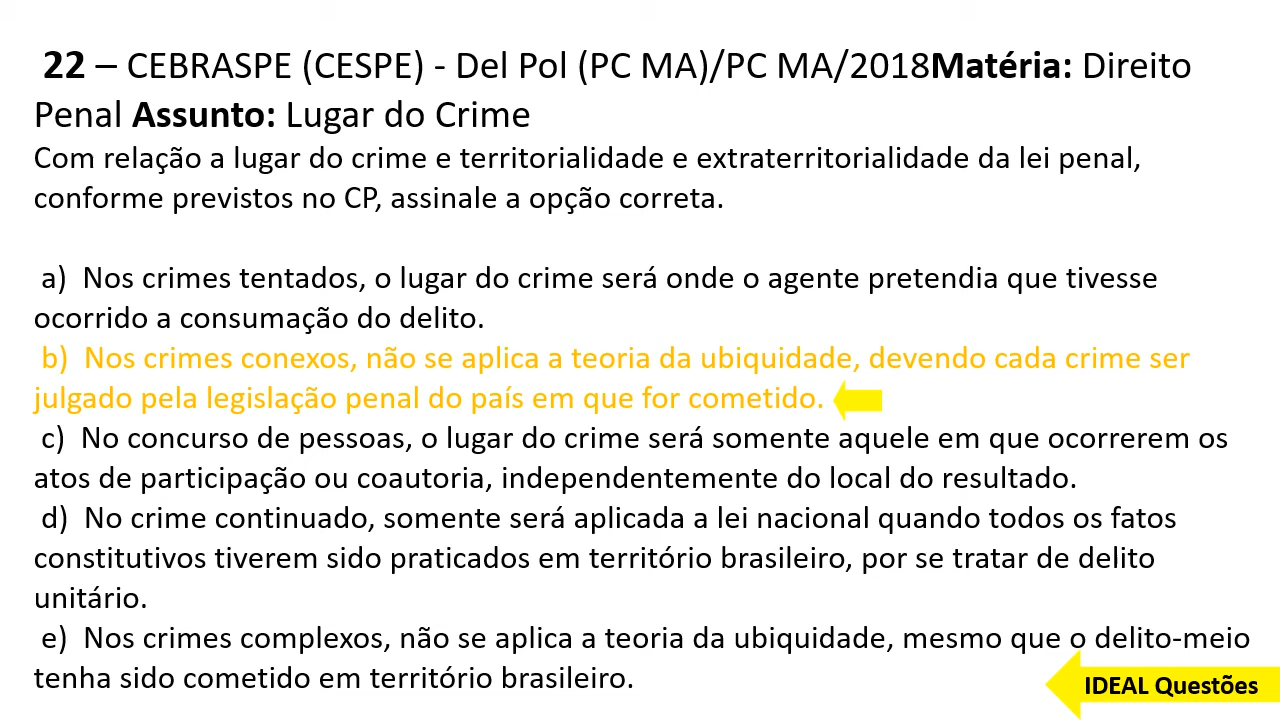 22 – CEBRASPE (CESPE) - Del Pol (PC MA)/PC MA/2018Matéria: Direito
Penal Assunto: Lugar do Crime
Com relação a lugar do crime e territorialidade e extraterritorialidade da lei penal,
conforme previstos no CP, assinale a opção correta.
a) Nos crimes tentados, o lugar do crime será onde o agente pretendia que tivesse
ocorrido a consumação do delito.
b) Nos crimes conexos, não se aplica a teoria da ubiquidade, devendo cada crime ser
julgado pela legislação penal do país em que for cometido.
c) No concurso de pessoas, o lugar do crime será somente aquele em que ocorrerem os
atos de participação ou coautoria, independentemente do local do resultado.
d) No crime continuado, somente será aplicada a lei nacional quando todos os fatos
constitutivos tiverem sido praticados em território brasileiro, por se tratar de delito
unitário.
e) Nos crimes complexos, não se aplica a teoria da ubiquidade, mesmo que o delito-meio
tenha sido cometido em território brasileiro.
IDEAL Questões